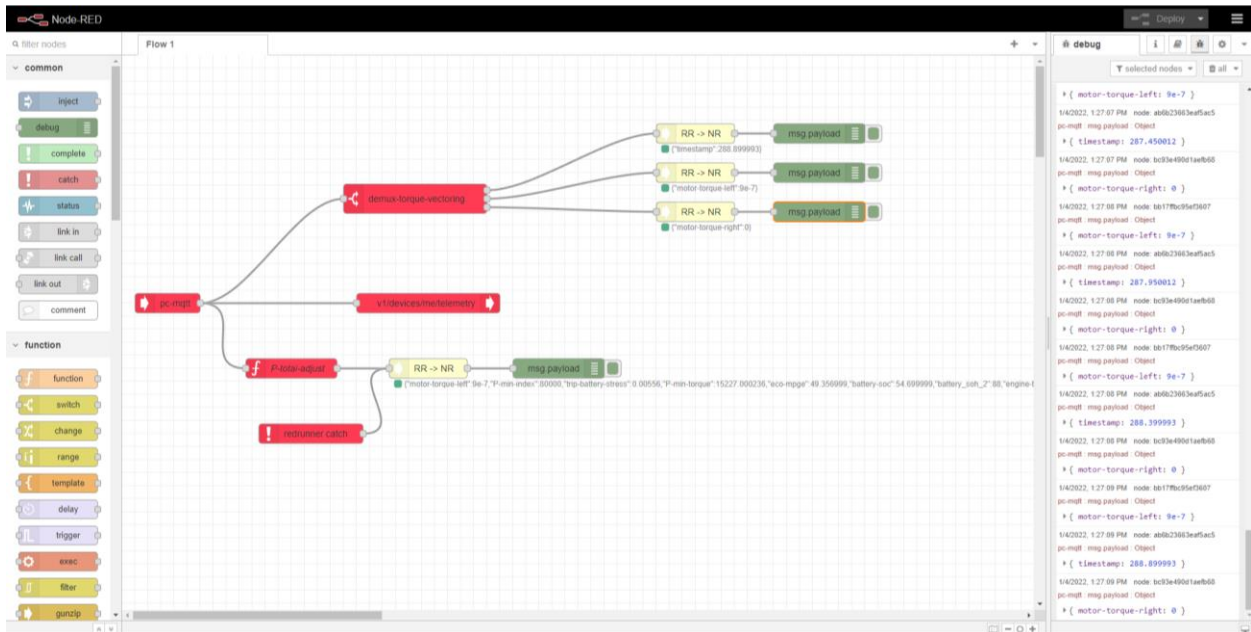 Node-RED
Deploy
filter nodes
Flow 1
debug
i
common
selected nodes
all
inject
debug
complete
catch
status
link in
link call
link out
comment
function
function
switch
change
range
template
delay
trigger
exec
filter
gunzip
RR -> NR
msg.payload
{"timestamp":288.899993}
RR -> NR
msg.payload
{"motor-torque-left":9e-7}
demux-torque-vectoring
RR -> NR
msg.payload
{"motor-torque-right":0}
pc-mqtt
v1/devices/me/telemetry
P-total-adjust
RR -> NR
msg.payload
{"motor-torque-left":9e-7,"P-min-index":80000,"trip-battery-stress":0.00556,"P-min-torque":15227.000236,"eco-mpge":49.356999,"battery-soc":54.699999,"battery_soh_2":88,"engine-t
redrunner catch
{ motor-torque-left: 9e-7 }
1/4/2022, 1:27:07 PM node: ab6b23663eaf5ac5
pc-mqtt : msg.payload : Object
{ timestamp: 287.450012 }
1/4/2022, 1:27:07 PM node: bc93e490d1aefb68
pc-mqtt : msg.payload : Object
{ motor-torque-right: 0 }
1/4/2022, 1:27:08 PM node: bb17ffbc95ef3607
pc-mqtt : msg.payload : Object
{ motor-torque-left: 9e-7 }
1/4/2022, 1:27:08 PM node: ab6b23663eaf5ac5
pc-mqtt : msg.payload : Object
{ timestamp: 287.950012 }
1/4/2022, 1:27:08 PM node: bc93e490d1aefb68
pc-mqtt : msg.payload : Object
{ motor-torque-right: 0 }
1/4/2022, 1:27:08 PM node: bb17ffbc95ef3607
pc-mqtt : msg.payload : Object
{ motor-torque-left: 9e-7 }
1/4/2022, 1:27:08 PM node: ab6b23663eaf5ac5
pc-mqtt : msg.payload : Object
{ timestamp: 288.399993 }
1/4/2022, 1:27:08 PM node: bc93e490d1aefb68
pc-mqtt : msg.payload : Object
{ motor-torque-right: 0 }
1/4/2022, 1:27:09 PM node: bb17ffbc95ef3607
pc-mqtt : msg.payload : Object
{ motor-torque-left: 9e-7 }
1/4/2022, 1:27:09 PM node: ab6b23663eaf5ac5
pc-mqtt : msg.payload : Object
{ timestamp: 288.899993 }
1/4/2022, 1:27:09 PM node: bc93e490d1aefb68
pc-mqtt : msg.payload : Object
{ motor-torque-right: 0 }